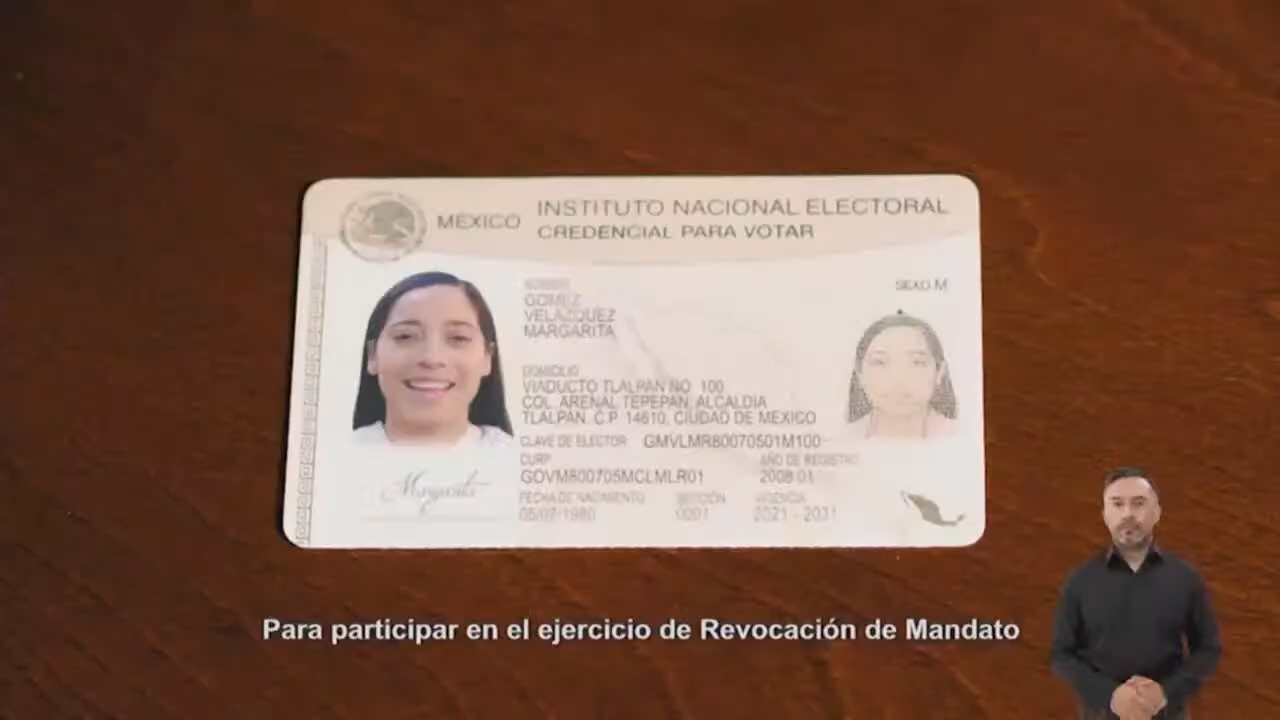 MÉXICO
INSTITUTO NACIONAL ELECTORAL
CREDENCIAL PARA VOTAR
NOMBRE
GOMEZ
VELAZQUEZ
MARGARITA
SEXO M
DOMICILIO
VIADUCTO TLALPAN NO. 100
COL. ARENAL TEPEPAN, ALCALDIA
TLALPAN. C.P. 14610, CIUDAD DE MEXICO
CLAVE DE ELECTOR GMVLMR80070501M100
CURP
GOVM800705MCLMLR01
AÑO DE REGISTRO
2008 01
FECHA DE NACIMIENTO
05/07/1980
SECCIÓN
0001
VIGENCIA
2021 - 2031
Margarita
Para participar en el ejercicio de Revocación de Mandato